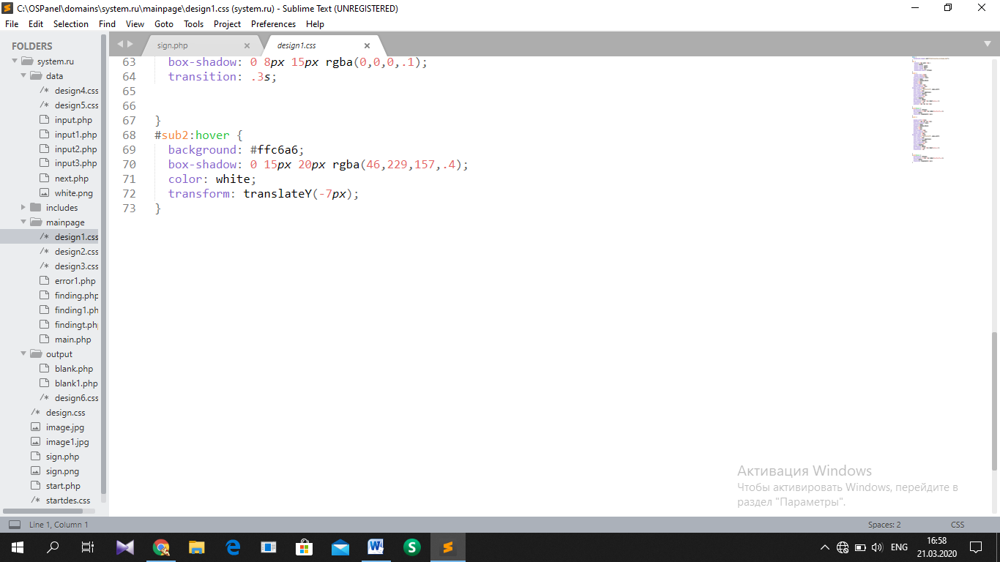 C:\OSPanel\domains\system.ru\mainpage\design1.css (system.ru) - Sublime Text (UNREGISTERED)
File Edit Selection Find View Goto Tools Project Preferences Help
FOLDERS
system.ru
data
/* design4.css
/* design5.css
input.php
input1.php
input2.php
input3.php
next.php
white.png
includes
mainpage
/* design1.css
/* design2.css
/* design3.css
error1.php
finding.php
finding1.ph
findingt.ph
main.php
output
blank.php
blank1.php
/* design6.css
/* design.css
image.jpg
image1.jpg
sign.php
sign.png
start.php
/* startdes.css
sign.php × design1.css ×
63 box-shadow: 0 8px 15px rgba(0,0,0,.1);
64 transition: .3s;
65
66
67 }
68 #sub2:hover {
69 background: #ffc6a6;
70 box-shadow: 0 15px 20px rgba(46,229,157,.4);
71 color: white;
72 transform: translateY(-7px);
73 }
Активация Windows
Чтобы активировать Windows, перейдите в
раздел "Параметры".
Line 1, Column 1 Spaces: 2 CSS
W S ENG 16:58
21.03.2020